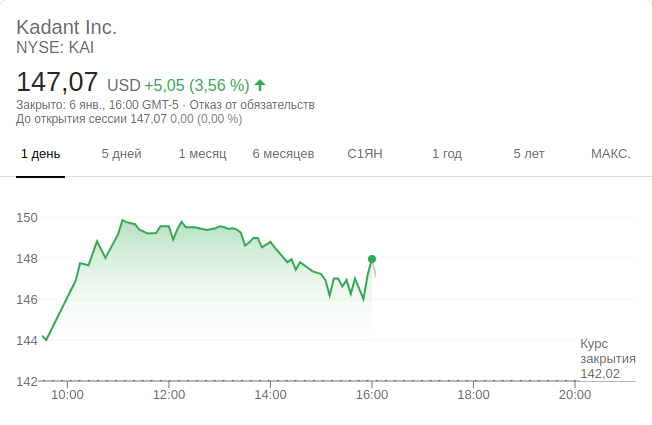 Kadant Inc.
NYSE: KAI
147,07 USD +5,05 (3,56 %)
Закрыто: 6 янв., 16:00 GMT-5 · Отказ от обязательств
До открытия сессии 147,07 0,00 (0,00 %)
1 день 5 дней 1 месяц 6 месяцев С1ЯН 1 год 5 лет МАКС.
150
148
146
144
Курс
закрытия
142,02
142
10:00 12:00 14:00 16:00 18:00 20:00